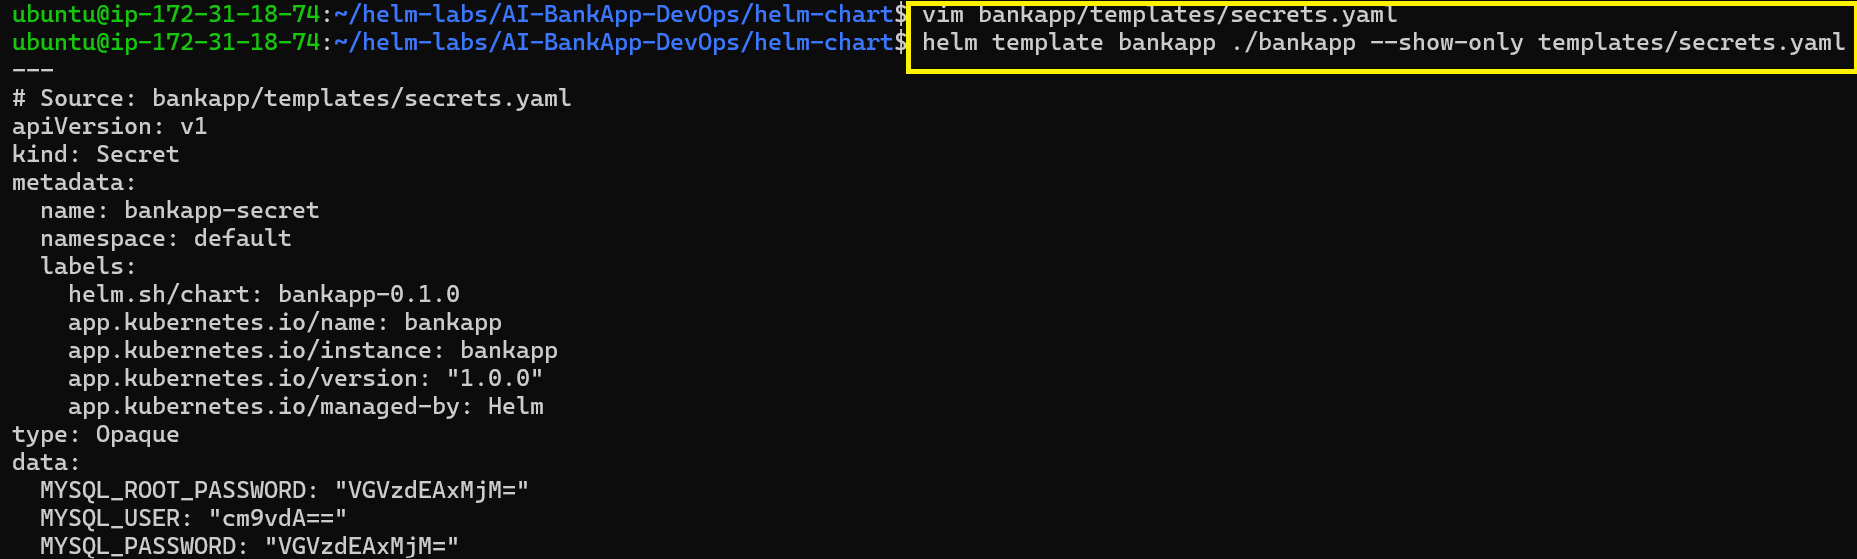 ubuntu@ip-172-31-18-74:~/helm-labs/AI-BankApp-DevOps/helm-chart$ vim bankapp/templates/secrets.yaml
ubuntu@ip-172-31-18-74:~/helm-labs/AI-BankApp-DevOps/helm-chart$ helm template bankapp ./bankapp --show-only templates/secrets.yaml
---
# Source: bankapp/templates/secrets.yaml
apiVersion: v1
kind: Secret
metadata:
  name: bankapp-secret
  namespace: default
  labels:
    helm.sh/chart: bankapp-0.1.0
    app.kubernetes.io/name: bankapp
    app.kubernetes.io/instance: bankapp
    app.kubernetes.io/version: "1.0.0"
    app.kubernetes.io/managed-by: Helm
type: Opaque
data:
  MYSQL_ROOT_PASSWORD: "VGVzdEAxMjM="
  MYSQL_USER: "cm9vdA=="
  MYSQL_PASSWORD: "VGVzdEAxMjM="